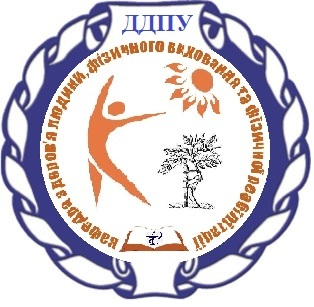 ДДПУ
кафедра здоров'я людини, фізичного виховання та фізичної реабілітації